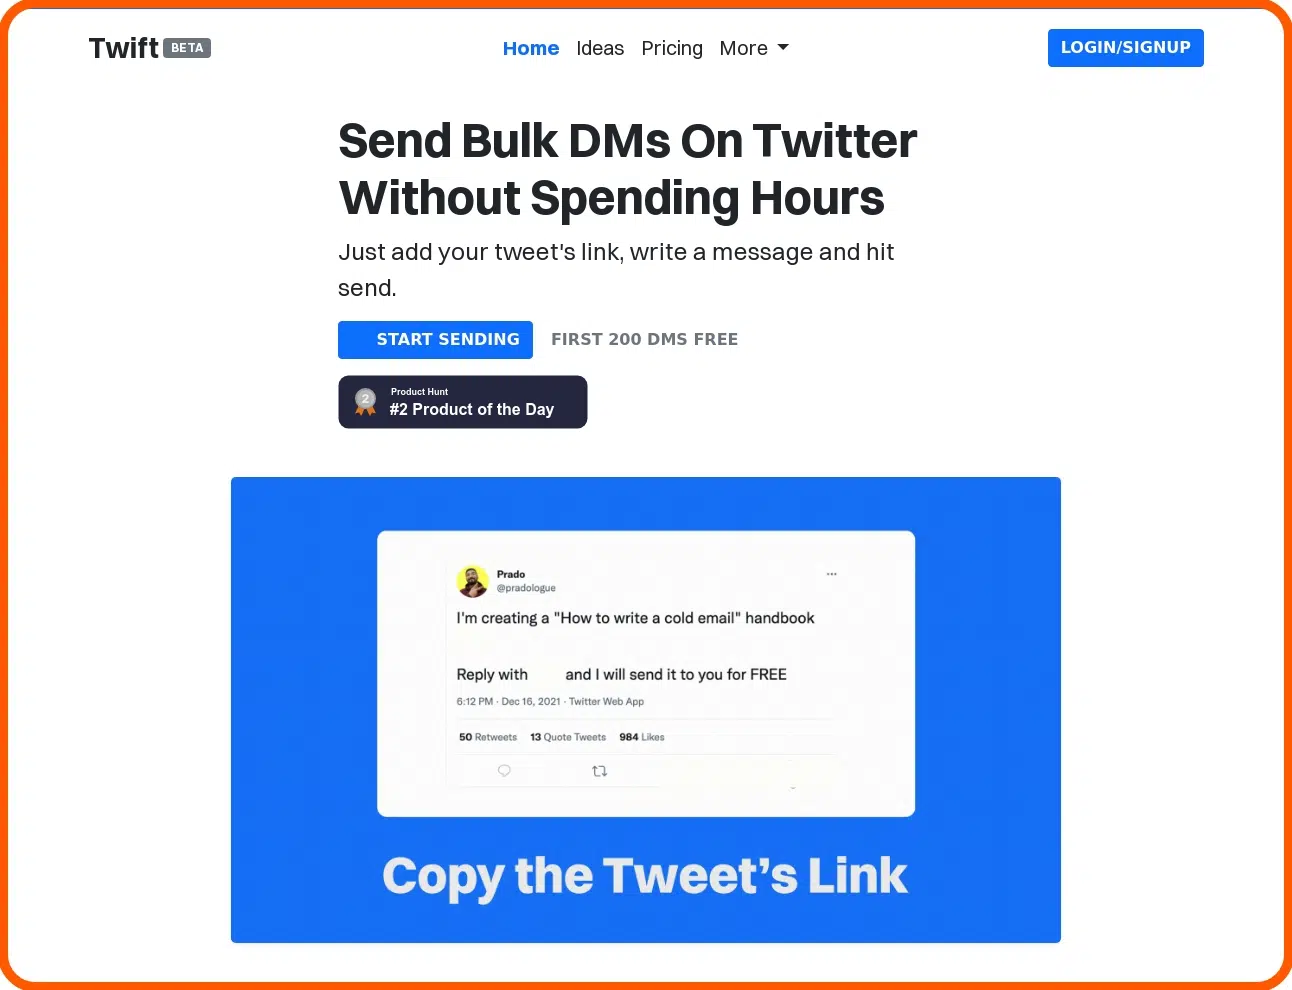 Twift BETA
Home Ideas Pricing More
LOGIN/SIGNUP
Send Bulk DMs On Twitter
Without Spending Hours
Just add your tweet's link, write a message and hit
send.
START SENDING
FIRST 200 DMS FREE
2
Product Hunt
#2 Product of the Day
Prado
@pradologue
I'm creating a "How to write a cold email" handbook
Reply with and I will send it to you for FREE
6:12 PM · Dec 16, 2021 · Twitter Web App
50 Retweets 13 Quote Tweets 984 Likes
Copy the Tweet’s Link